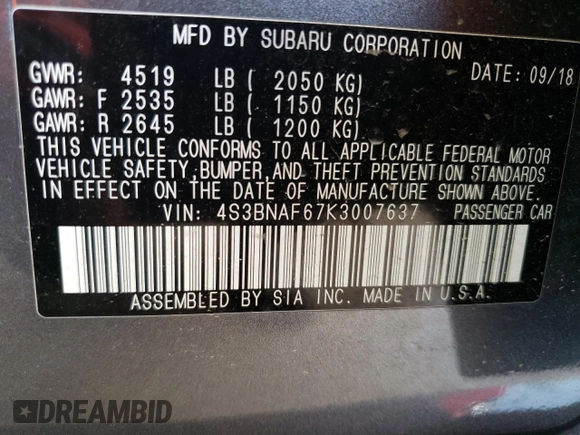 MFD BY SUBARU CORPORATION
GVWR: 4519 LB ( 2050 KG) DATE: 09/18
GAWR: F 2535 LB ( 1150 KG)
GAWR: R 2645 LB ( 1200 KG)
THIS VEHICLE CONFORMS TO ALL APPLICABLE FEDERAL MOTOR
VEHICLE SAFETY, BUMPER, AND THEFT PREVENTION STANDARDS
IN EFFECT ON THE DATE OF MANUFACTURE SHOWN ABOVE.
VIN: 4S3BNAF67K3007637 PASSENGER CAR
ASSEMBLED BY SIA INC. MADE IN U.S.A.
DREAMBID